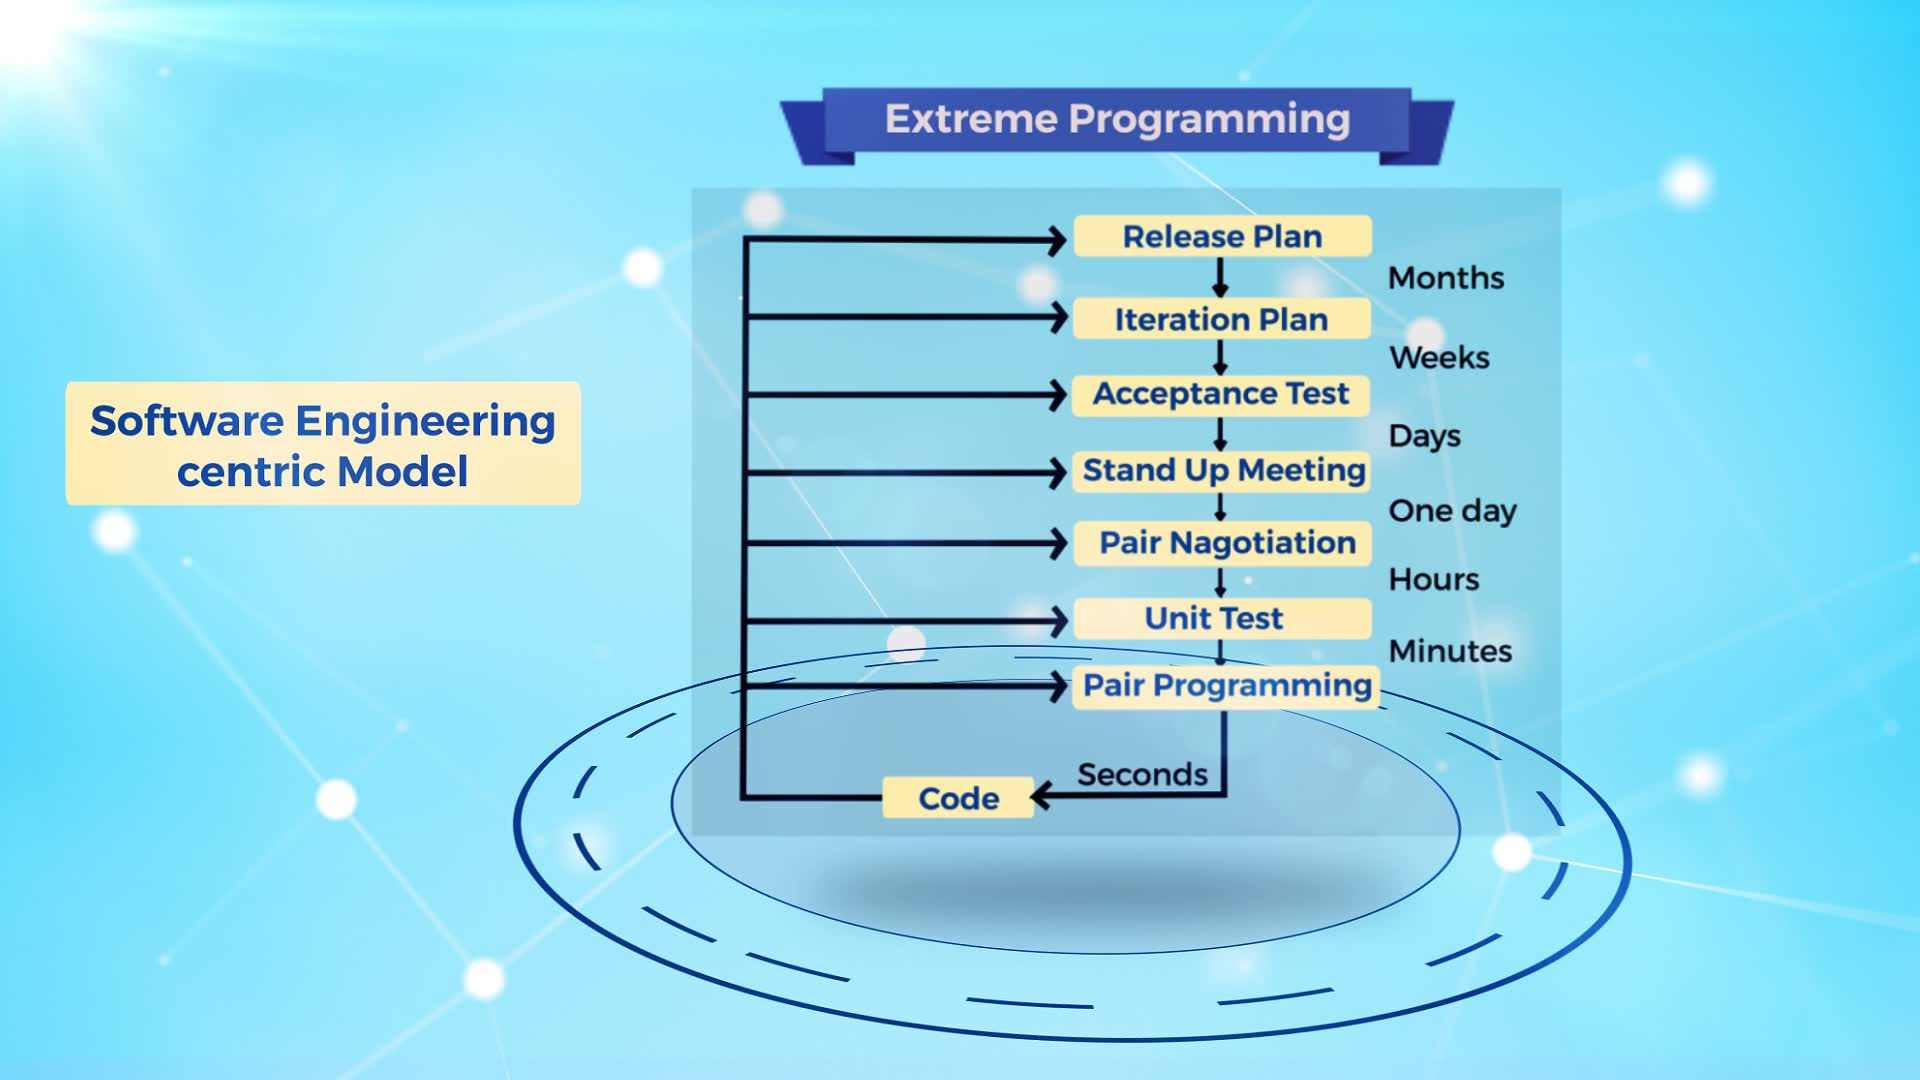 Extreme Programming
Software Engineering
centric Model
Release Plan
Months
Iteration Plan
Weeks
Acceptance Test
Days
Stand Up Meeting
One day
Pair Nagotiation
Hours
Unit Test
Minutes
Pair Programming
Seconds
Code